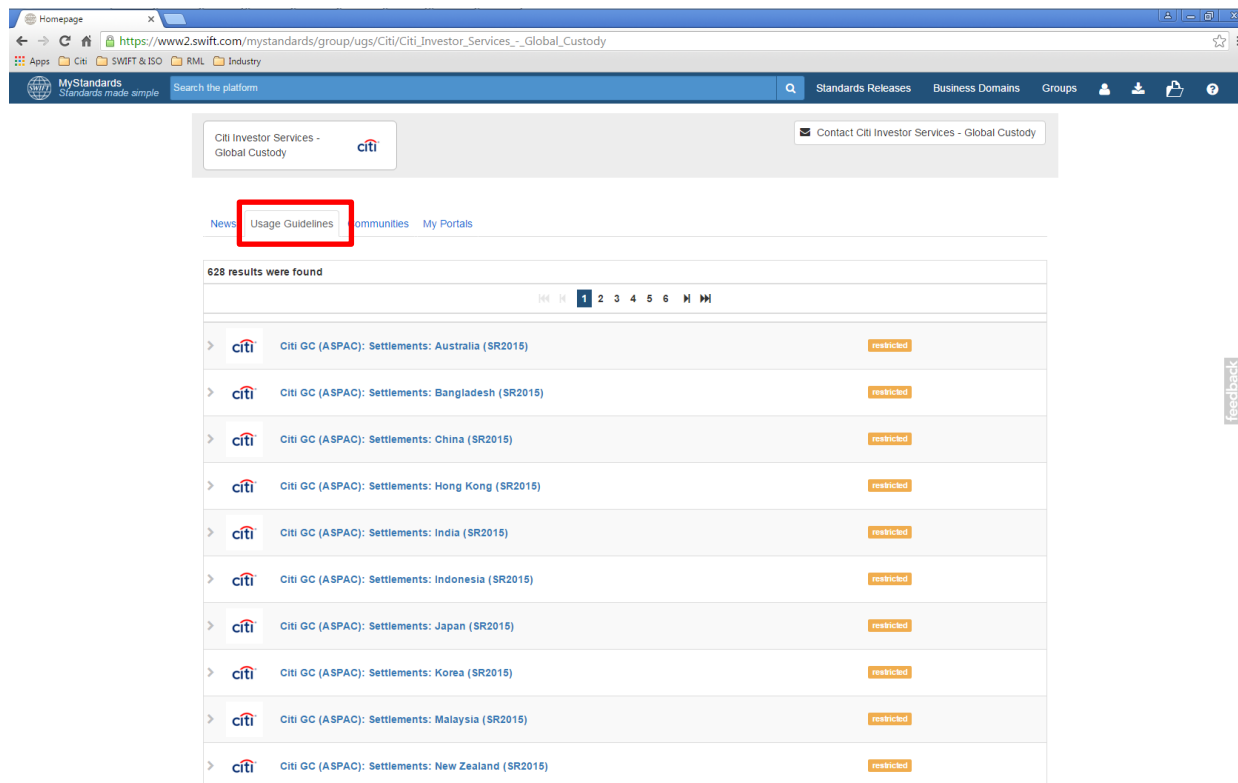 Homepage
https://www2.swift.com/mystandards/group/ugs/Citi/Citi_Investor_Services_-_Global_Custody
Apps Citi SWIFT & ISO RML Industry
SWIFT
MyStandards
Standards made simple
Search the platform
Standards Releases Business Domains Groups
Citi Investor Services -
Global Custody
citi
Contact Citi Investor Services - Global Custody
News Usage Guidelines Communities My Portals
628 results were found
1 2 3 4 5 6
citi Citi GC (ASPAC): Settlements: Australia (SR2015) restricted
citi Citi GC (ASPAC): Settlements: Bangladesh (SR2015) restricted
citi Citi GC (ASPAC): Settlements: China (SR2015) restricted
citi Citi GC (ASPAC): Settlements: Hong Kong (SR2015) restricted
citi Citi GC (ASPAC): Settlements: India (SR2015) restricted
citi Citi GC (ASPAC): Settlements: Indonesia (SR2015) restricted
citi Citi GC (ASPAC): Settlements: Japan (SR2015) restricted
citi Citi GC (ASPAC): Settlements: Korea (SR2015) restricted
citi Citi GC (ASPAC): Settlements: Malaysia (SR2015) restricted
citi Citi GC (ASPAC): Settlements: New Zealand (SR2015) restricted
feedback